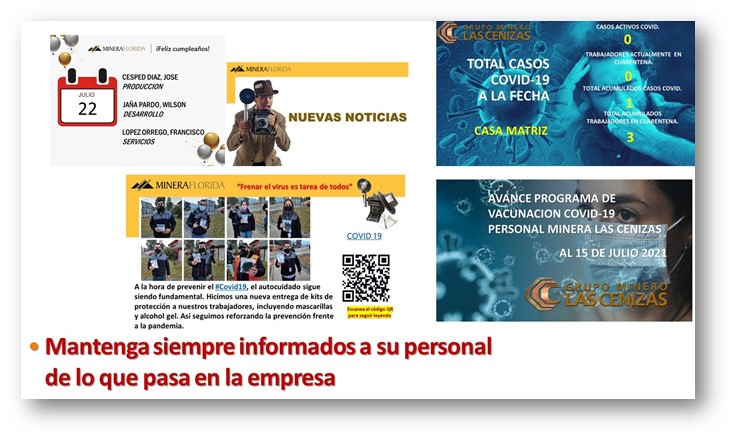 MINERA FLORIDA
¡Feliz cumpleaños!
JULIO
22
CESPED DIAZ, JOSE
PRODUCCION
JAÑA PARDO, WILSON
DESARROLLO
LOPEZ ORREGO, FRANCISCO
SERVICIOS
MINERA FLORIDA
NUEVAS NOTICIAS
GRUPO MINERO
LAS CENIZAS
TOTAL CASOS
COVID-19
A LA FECHA
CASA MATRIZ
CASOS ACTIVOS COVID.
0
TRABAJADORES ACTUALMENTE EN
CUARENTENA.
0
TOTAL ACUMULADOS CASOS COVID.
1
TOTAL ACUMULADOS
TRABAJADORES EN CUARENTENA.
3
MINERA FLORIDA
"Frenar el virus es tarea de todos"
COVID 19
A la hora de prevenir el #Covid19, el autocuidado sigue
siendo fundamental. Hicimos una nueva entrega de kits de
protección a nuestros trabajadores, incluyendo mascarillas
y alcohol gel. Así seguimos reforzando la prevención frente
a la pandemia.
Escanea el código QR
para seguir leyendo
AVANCE PROGRAMA DE
VACUNACION COVID-19
PERSONAL MINERA LAS CENIZAS
AL 15 DE JULIO 2021
GRUPO MINERO
LAS CENIZAS
• Mantenga siempre informados a su personal
de lo que pasa en la empresa